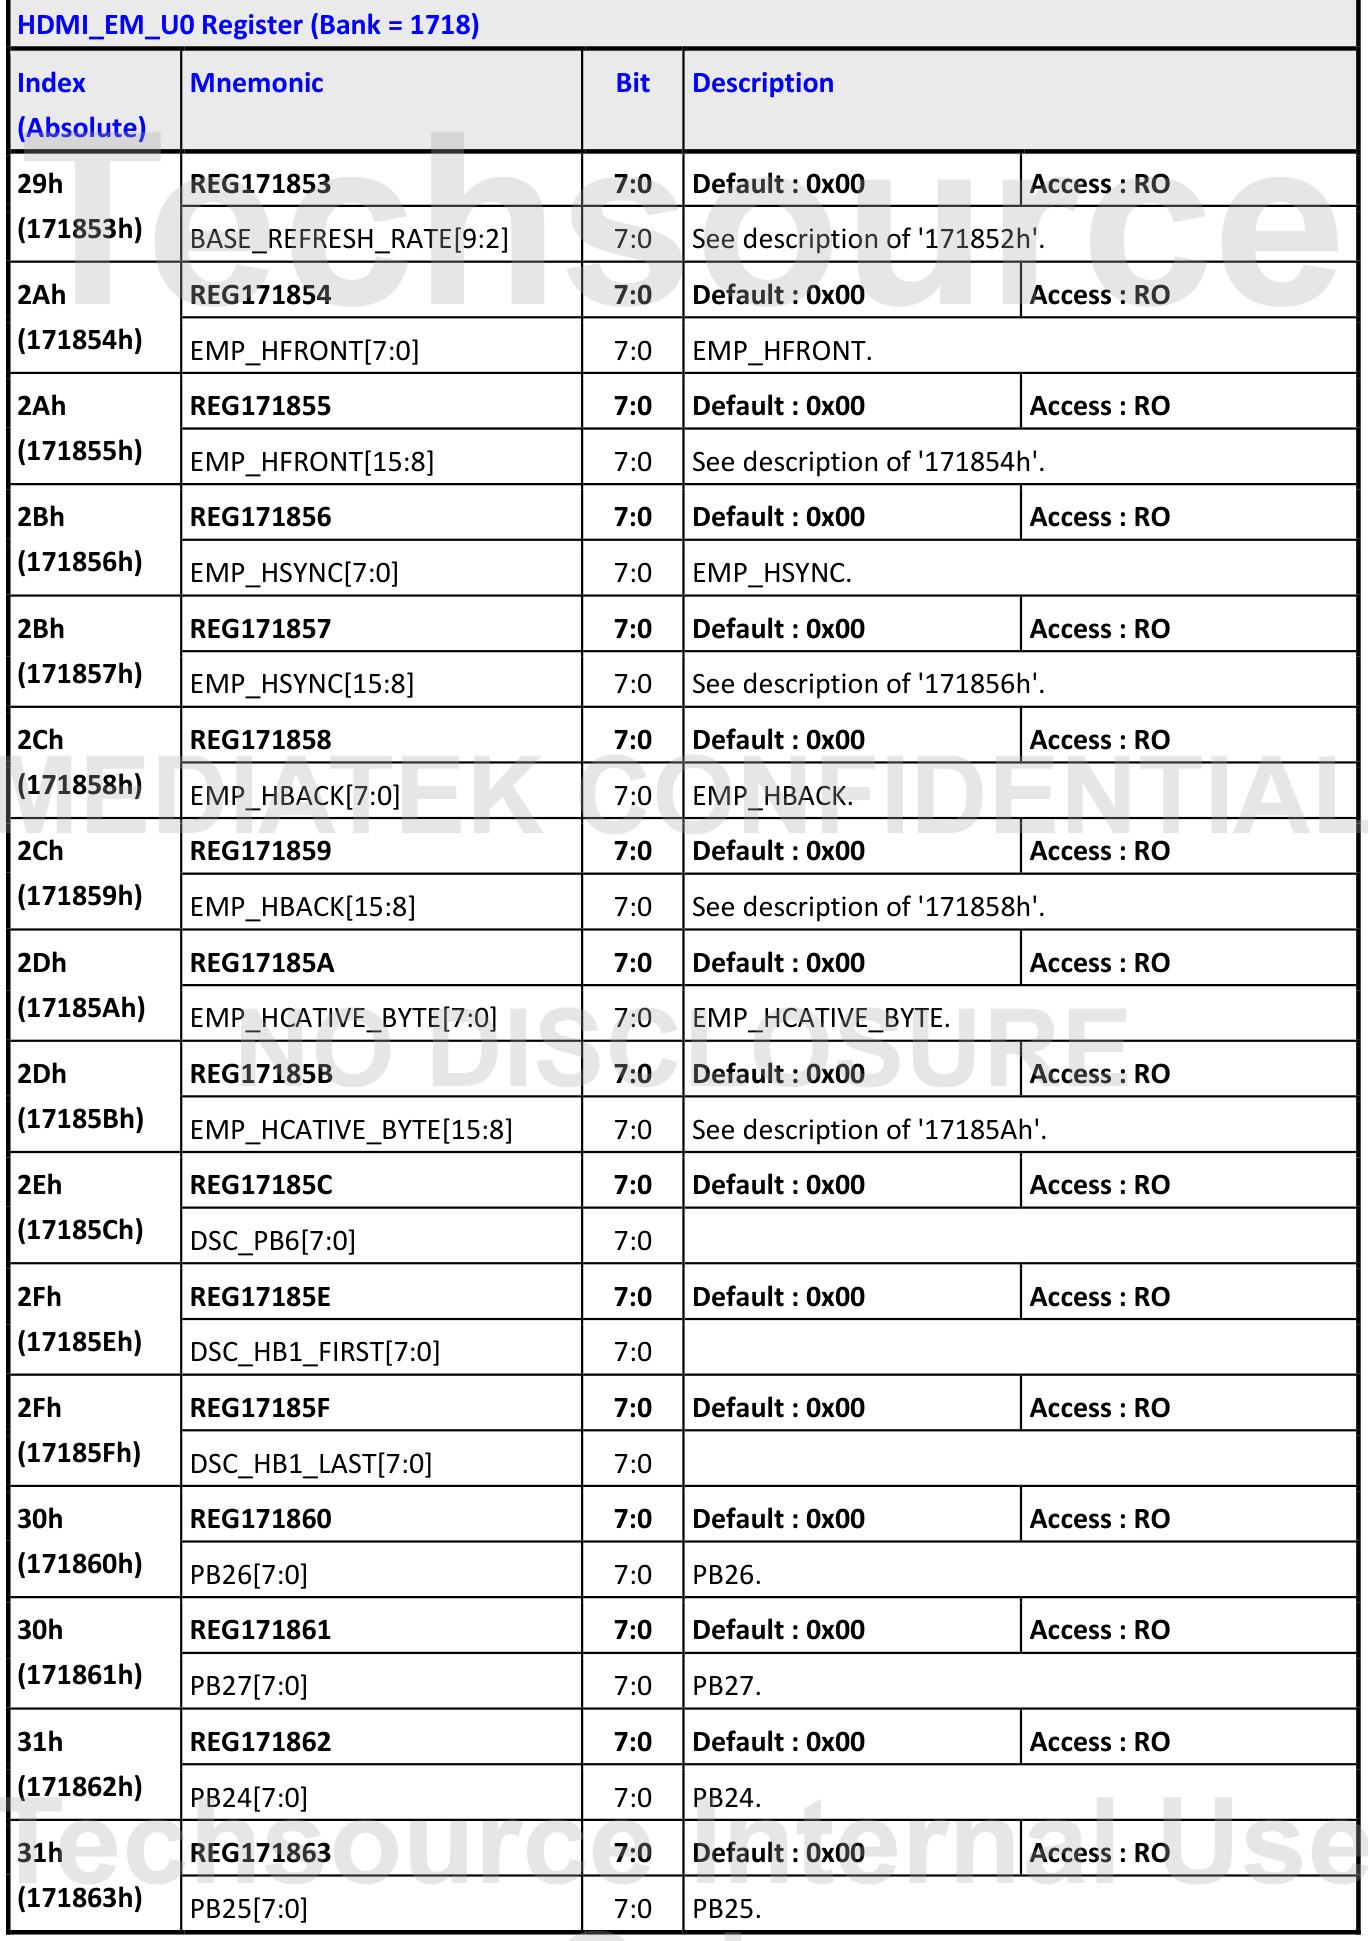 HDMI_EM_U0 Register (Bank = 1718)
Index (Absolute) Mnemonic Bit Description
29h (171853h) REG171853 7:0 Default : 0x00 Access : RO
BASE_REFRESH_RATE[9:2] 7:0 See description of '171852h'.
2Ah (171854h) REG171854 7:0 Default : 0x00 Access : RO
EMP_HFRONT[7:0] 7:0 EMP_HFRONT.
2Ah (171855h) REG171855 7:0 Default : 0x00 Access : RO
EMP_HFRONT[15:8] 7:0 See description of '171854h'.
2Bh (171856h) REG171856 7:0 Default : 0x00 Access : RO
EMP_HSYNC[7:0] 7:0 EMP_HSYNC.
2Bh (171857h) REG171857 7:0 Default : 0x00 Access : RO
EMP_HSYNC[15:8] 7:0 See description of '171856h'.
2Ch (171858h) REG171858 7:0 Default : 0x00 Access : RO
EMP_HBACK[7:0] 7:0 EMP_HBACK.
2Ch (171859h) REG171859 7:0 Default : 0x00 Access : RO
EMP_HBACK[15:8] 7:0 See description of '171858h'.
2Dh (17185Ah) REG17185A 7:0 Default : 0x00 Access : RO
EMP_HCATIVE_BYTE[7:0] 7:0 EMP_HCATIVE_BYTE.
2Dh (17185Bh) REG17185B 7:0 Default : 0x00 Access : RO
EMP_HCATIVE_BYTE[15:8] 7:0 See description of '17185Ah'.
2Eh (17185Ch) REG17185C 7:0 Default : 0x00 Access : RO
DSC_PB6[7:0] 7:0
2Fh (17185Eh) REG17185E 7:0 Default : 0x00 Access : RO
DSC_HB1_FIRST[7:0] 7:0
2Fh (17185Fh) REG17185F 7:0 Default : 0x00 Access : RO
DSC_HB1_LAST[7:0] 7:0
30h (171860h) REG171860 7:0 Default : 0x00 Access : RO
PB26[7:0] 7:0 PB26.
30h (171861h) REG171861 7:0 Default : 0x00 Access : RO
PB27[7:0] 7:0 PB27.
31h (171862h) REG171862 7:0 Default : 0x00 Access : RO
PB24[7:0] 7:0 PB24.
31h (171863h) REG171863 7:0 Default : 0x00 Access : RO
PB25[7:0] 7:0 PB25.
Techsource
MEDIATEK CONFIDENTIAL
NO DISCLOSURE
Techsource Internal Use